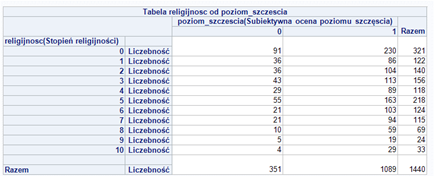 Tabela religijnosc od poziom_szczescia
poziom_szczescia(Subiektywna ocena poziomu szczęścia)
0 1 Razem
religijnosc(Stopień religijności)
0 Liczebność 91 230 321
1 Liczebność 36 86 122
2 Liczebność 36 104 140
3 Liczebność 43 113 156
4 Liczebność 29 89 118
5 Liczebność 55 163 218
6 Liczebność 21 103 124
7 Liczebność 21 94 115
8 Liczebność 10 59 69
9 Liczebność 5 19 24
10 Liczebność 4 29 33
Razem Liczebność 351 1089 1440